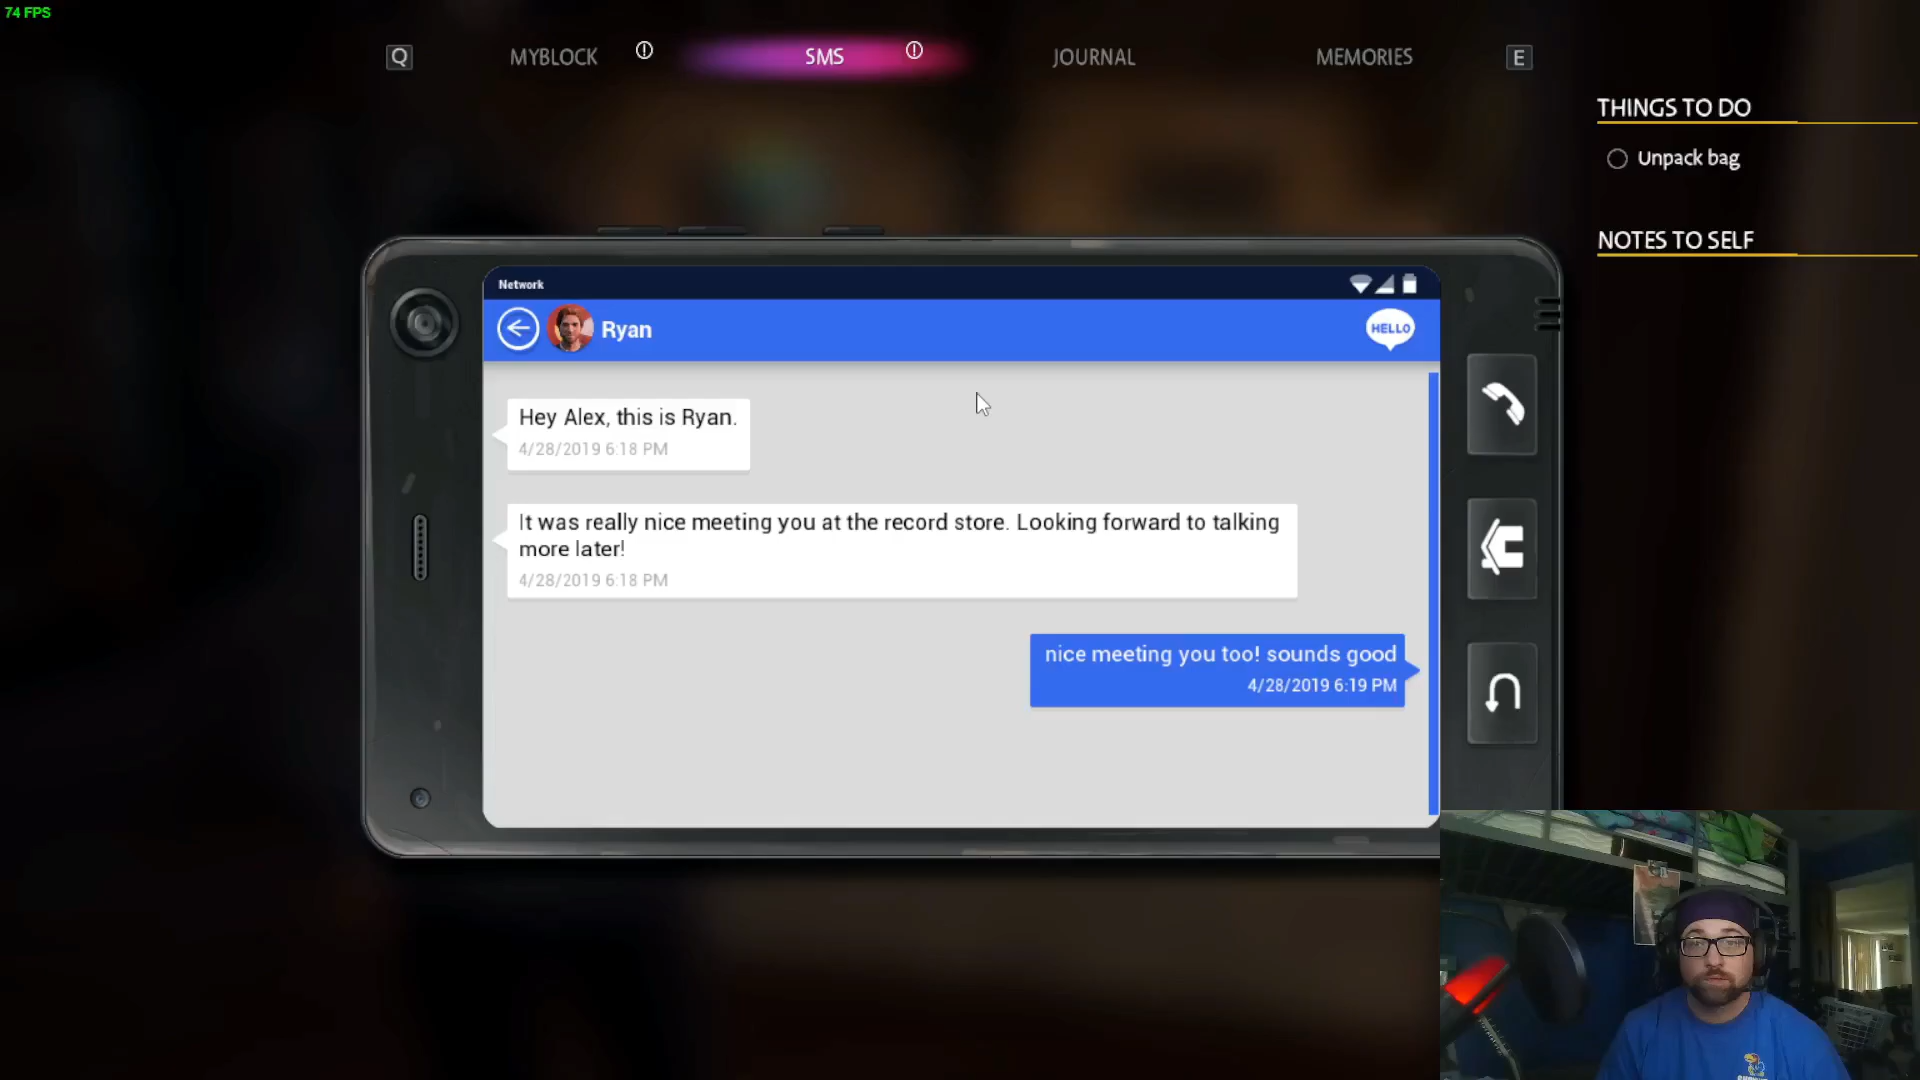 74 FPS
Q MYBLOCK SMS JOURNAL MEMORIES E
THINGS TO DO
Unpack bag
NOTES TO SELF
Network
Ryan
HELLO
Hey Alex, this is Ryan.
4/28/2019 6:18 PM
It was really nice meeting you at the record store. Looking forward to talking
more later!
4/28/2019 6:18 PM
nice meeting you too! sounds good
4/28/2019 6:19 PM